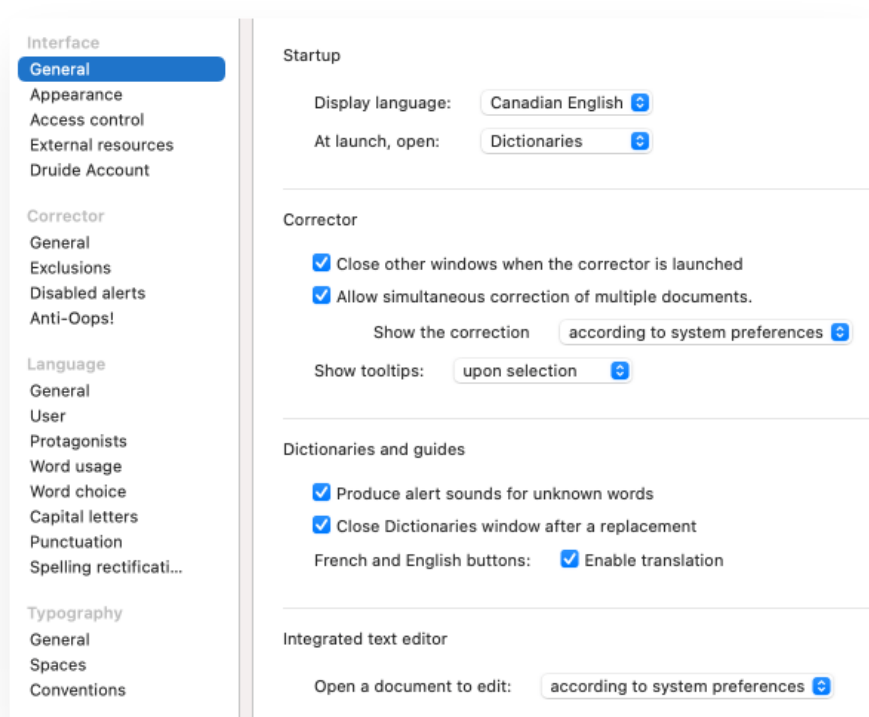 Interface
General
Appearance
Access control
External resources
Druide Account
Corrector
General
Exclusions
Disabled alerts
Anti-Oops!
Language
General
User
Protagonists
Word usage
Word choice
Capital letters
Punctuation
Spelling rectificati...
Typography
General
Spaces
Conventions
Startup
Display language: Canadian English
At launch, open: Dictionaries
Corrector
Close other windows when the corrector is launched
Allow simultaneous correction of multiple documents.
Show the correction according to system preferences
Show tooltips: upon selection
Dictionaries and guides
Produce alert sounds for unknown words
Close Dictionaries window after a replacement
French and English buttons: Enable translation
Integrated text editor
Open a document to edit: according to system preferences